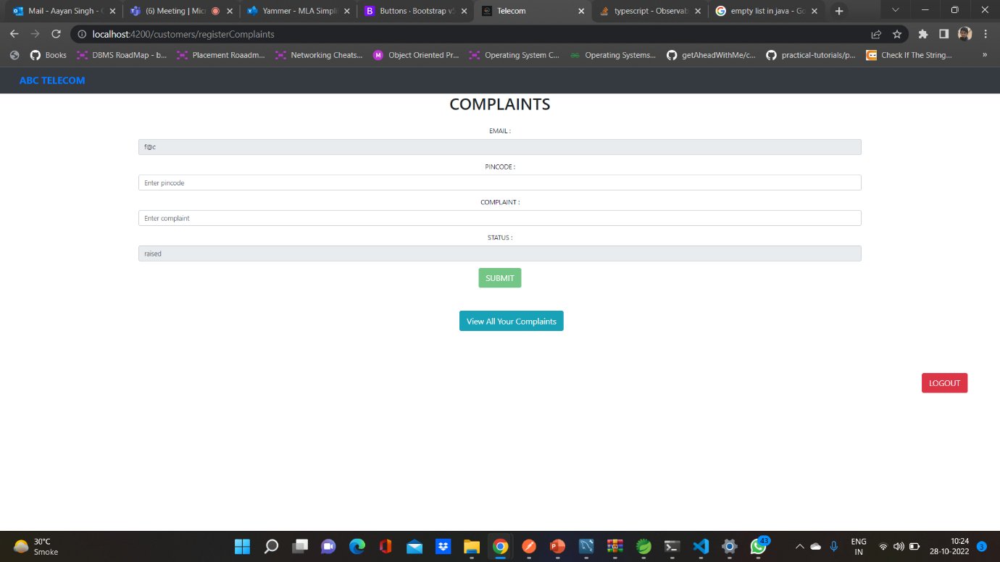 Mail - Aayan Singh - 
(6) Meeting | Mic
Yammer - MLA Simpli
Buttons · Bootstrap v5
Telecom
typescript - Observab
empty list in java - Go
localhost:4200/customers/registerComplaints
Books
DBMS RoadMap - b...
Placement Roaadm...
Networking Cheats...
Object Oriented Pr...
Operating System C...
Operating Systems...
getAheadWithMe/c...
practical-tutorials/p...
Check If The String...
»
ABC TELECOM
COMPLAINTS
EMAIL :
f@c
PINCODE :
Enter pincode
COMPLAINT :
Enter complaint
STATUS :
raised
SUBMIT
View All Your Complaints
LOGOUT
30°C
Smoke
43
ENG
IN
10:24
28-10-2022
3